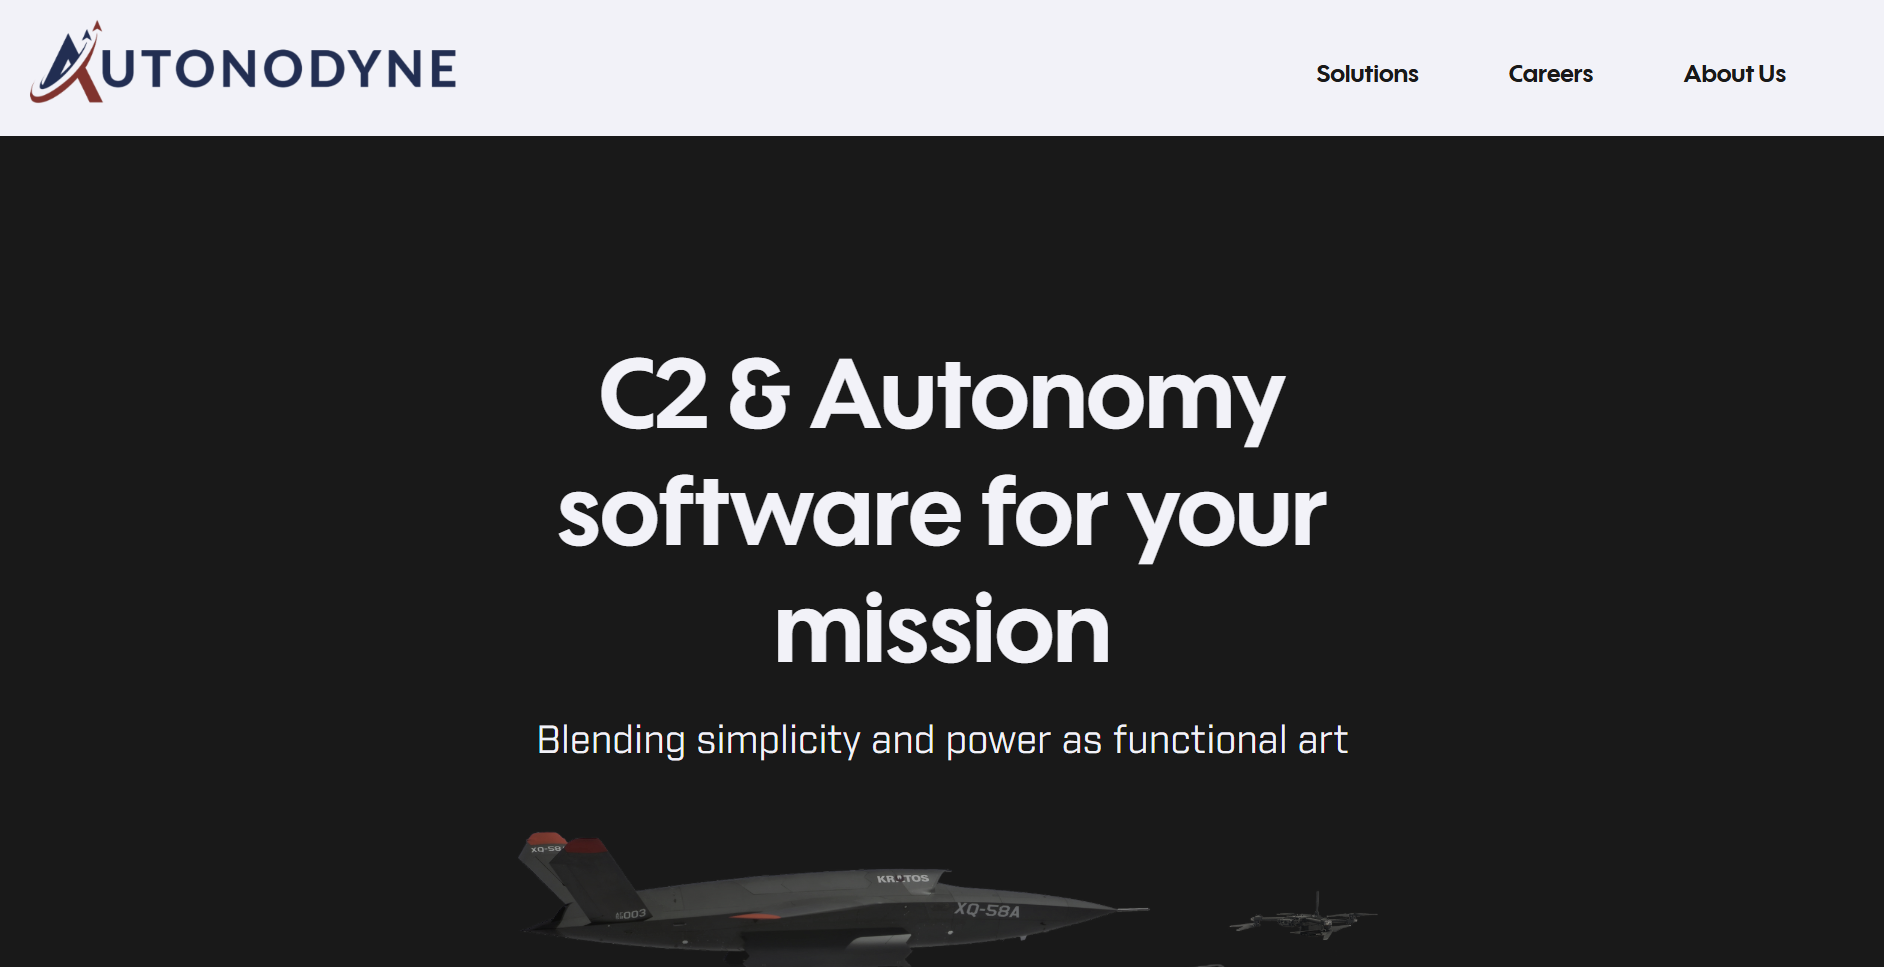 AUTONODYNE
Solutions
Careers
About Us
C2 & Autonomy
software for your
mission
Blending simplicity and power as functional art
XQ-58A
KRATOS
XQ-58A
003